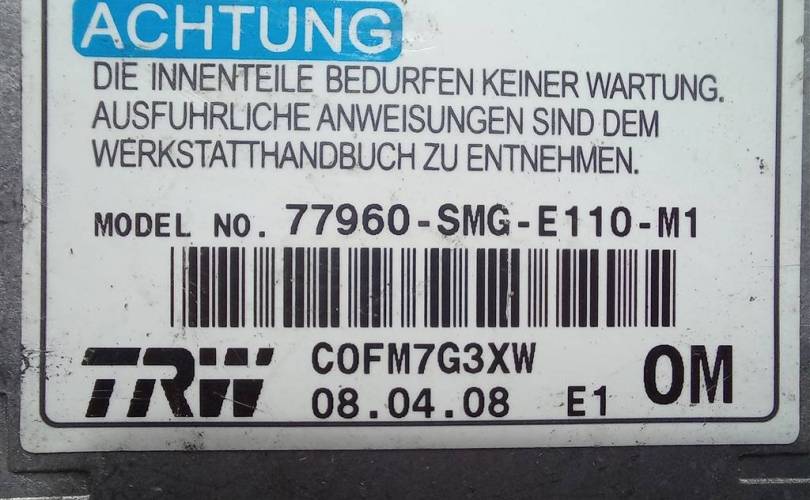 ACHTUNG
DIE INNENTEILE BEDURFEN KEINER WARTUNG.
AUSFUHRLICHE ANWEISUNGEN SIND DEM
WERKSTATTHANDBUCH ZU ENTNEHMEN.
MODEL NO. 77960-SMG-E110-M1
TRW COFM7G3XW OM
08.04.08 E1